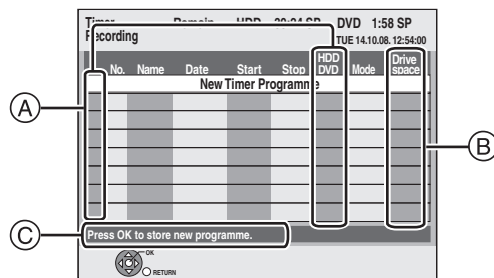 Timer Remain HDD 30:24 SP DVD 1:58 SP
Recording TUE 14.10.08. 12:54:00
No. Name Date Start Stop HDD DVD Mode Drive space
New Timer Programme
A
B
C
Press OK to store new programme.
OK
RETURN